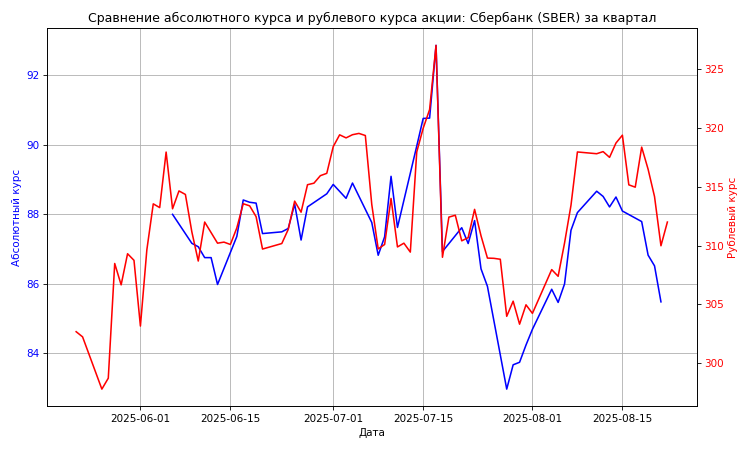 Сравнение абсолютного курса и рублевого курса акции: Сбербанк (SBER) за квартал
92
90
88
86
84
Абсолютный курс
325
320
315
310
305
300
Рублевый курс
2025-06-01 2025-06-15 2025-07-01 2025-07-15 2025-08-01 2025-08-15
Дата